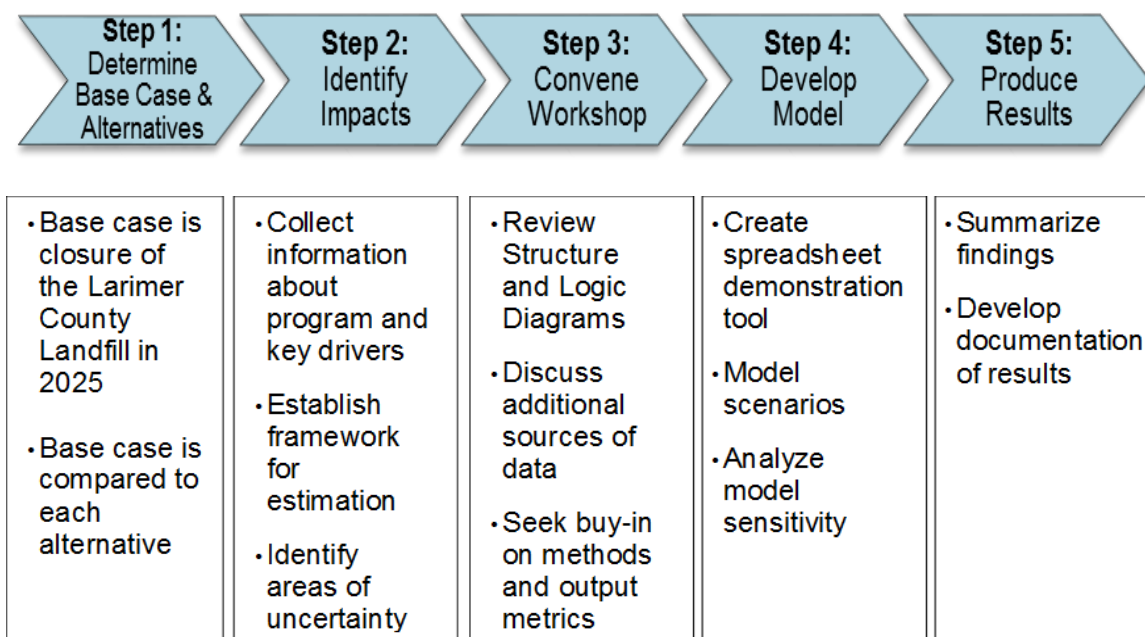 Step 1:
Determine
Base Case &
Alternatives
Step 2:
Identify
Impacts
Step 3:
Convene
Workshop
Step 4:
Develop
Model
Step 5:
Produce
Results
• Base case is
closure of
the Larimer
County
Landfill in
2025
• Base case is
compared to
each
alternative
• Collect
information
about
program and
key drivers
• Establish
framework
for
estimation
• Identify
areas of
uncertainty
• Review
Structure
and Logic
Diagrams
• Discuss
additional
sources of
data
• Seek buy-in
on methods
and output
metrics
• Create
spreadsheet
demonstration
tool
• Model
scenarios
• Analyze
model
sensitivity
• Summarize
findings
• Develop
documentation
of results